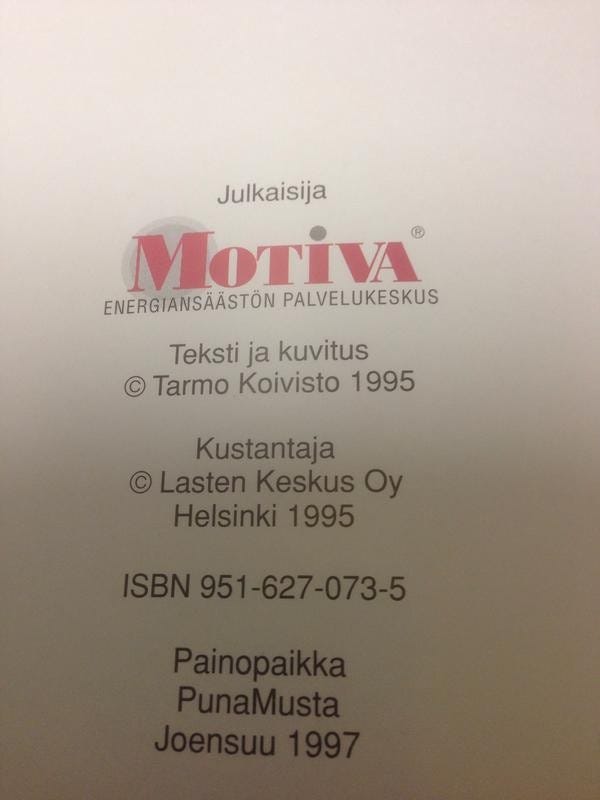 Julkaisija
MOTIVA®
ENERGIANSÄÄSTÖN PALVELUKESKUS
Teksti ja kuvitus
© Tarmo Koivisto 1995
Kustantaja
© Lasten Keskus Oy
Helsinki 1995
ISBN 951-627-073-5
Painopaikka
PunaMusta
Joensuu 1997